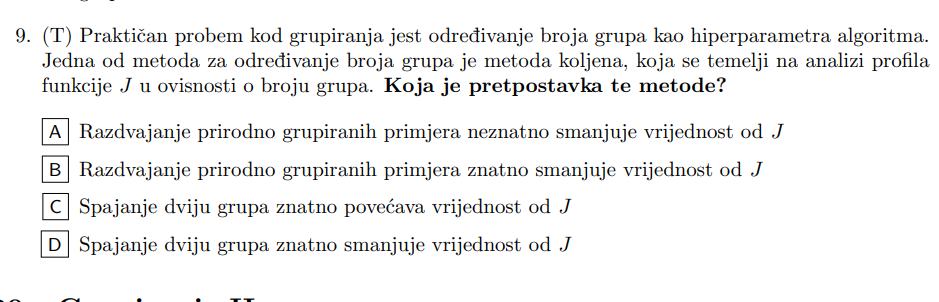 9. (T) Praktičan probem kod grupiranja jest određivanje broja grupa kao hiperparametra algoritma.
Jedna od metoda za određivanje broja grupa je metoda koljena, koja se temelji na analizi profila
funkcije J u ovisnosti o broju grupa. Koja je pretpostavka te metode?
A Razdvajanje prirodno grupiranih primjera neznatno smanjuje vrijednost od J
B Razdvajanje prirodno grupiranih primjera znatno smanjuje vrijednost od J
C Spajanje dviju grupa znatno povećava vrijednost od J
D Spajanje dviju grupa znatno smanjuje vrijednost od J